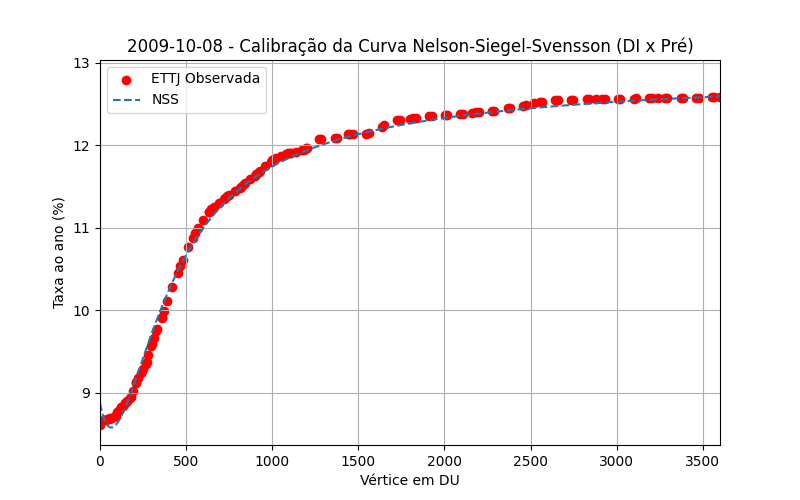 2009-10-08 - Calibração da Curva Nelson-Siegel-Svensson (DI x Pré)
ETTJ Observada
NSS
Taxa ao ano (%)
13
12
11
10
9
0 500 1000 1500 2000 2500 3000 3500
Vértice em DU